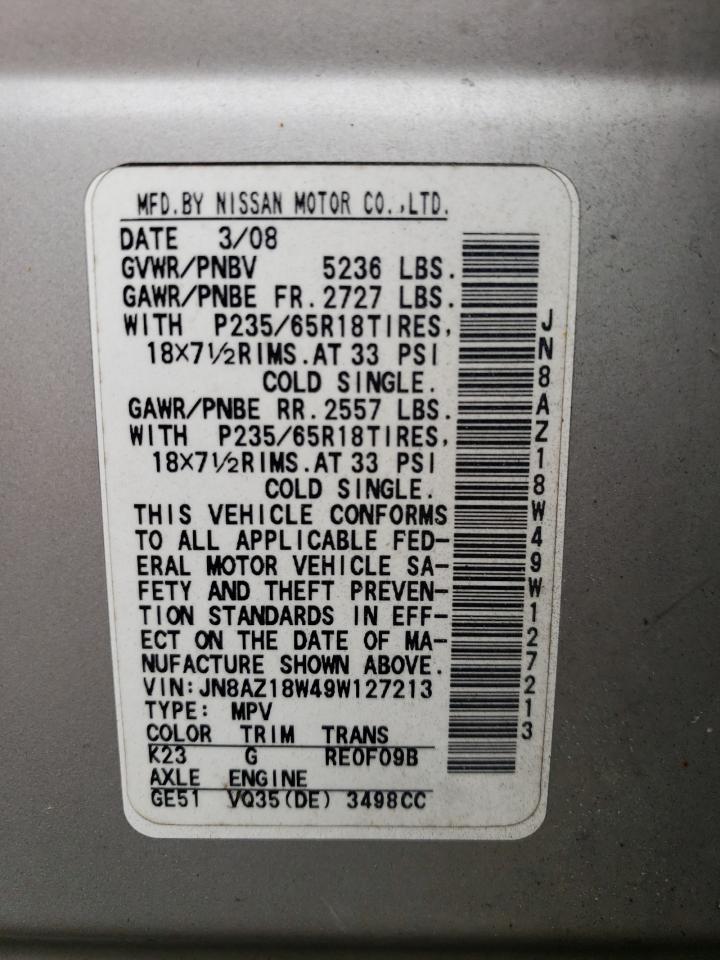 MFD.BY NISSAN MOTOR CO.,LTD.
DATE 3/08
GVWR/PNBV 5236 LBS.
GAWR/PNBE FR.2727 LBS.
WITH P235/65R18TIRES,
18X7½RIMS.AT 33 PSI
COLD SINGLE.
GAWR/PNBE RR.2557 LBS.
WITH P235/65R18TIRES,
18X7½RIMS.AT 33 PSI
COLD SINGLE.
THIS VEHICLE CONFORMS
TO ALL APPLICABLE FED-
ERAL MOTOR VEHICLE SA-
FETY AND THEFT PREVEN-
TION STANDARDS IN EFF-
ECT ON THE DATE OF MA-
NUFACTURE SHOWN ABOVE.
VIN:JN8AZ18W49W127213
TYPE: MPV
COLOR TRIM TRANS
K23 G RE0F09B
AXLE ENGINE
GE51 VQ35(DE) 3498CC
JN8AZ18W49W127213